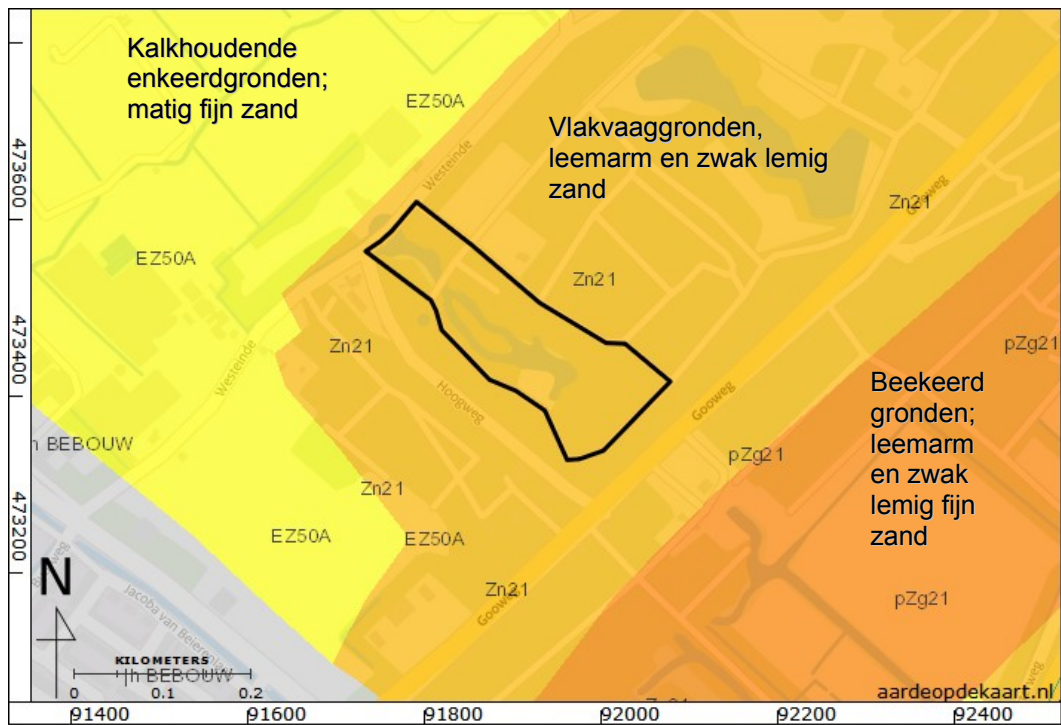 Kalkhoudende
enkeerdgronden;
matig fijn zand
EZ50A
Westeinde
Vlakvaaggronden,
leemarm en zwak lemig
zand
Zn21
Gooweg
473600
EZ50A
Zn21
Zn21
pZg21
473400
Westeinde
Hoogweg
Gooweg
Beekeerd
gronden;
leemarm
en zwak
lemig fijn
zand
h BEBOUW
pZg21
Zn21
EZ50A
EZ50A
473200
Zn21
Gooweg
pZg21
N
Jacoba van Beierenlaan
KILOMETERS
h BEBOUW
0 0.1 0.2
Zn21
aardeopdekaart.nl
91400 91600 91800 92000 92200 92400